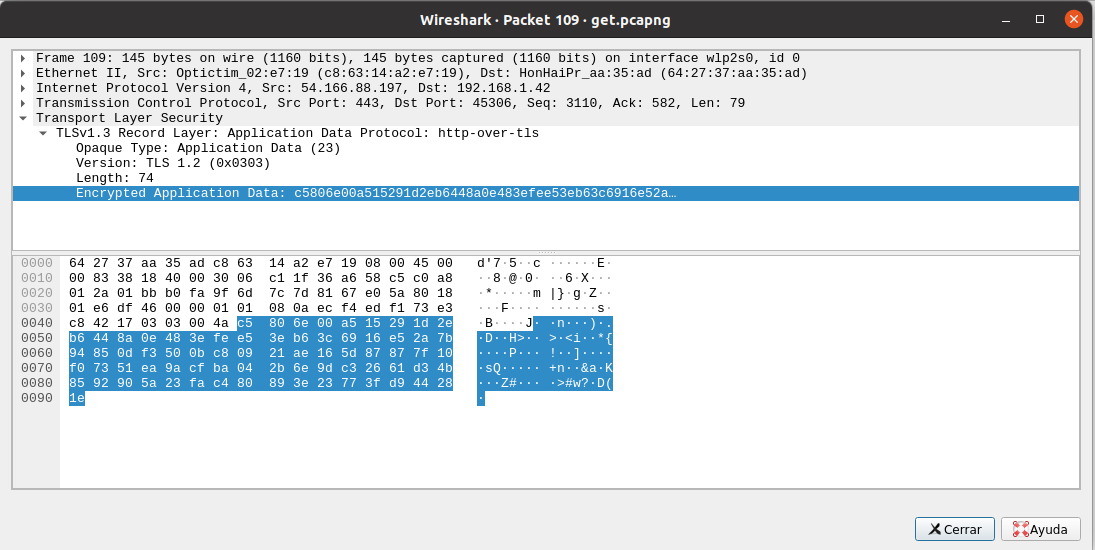 Wireshark · Packet 109 · get.pcapng
Frame 109: 145 bytes on wire (1160 bits), 145 bytes captured (1160 bits) on interface wlp2s0, id 0
Ethernet II, Src: Optictim_02:e7:19 (c8:63:14:a2:e7:19), Dst: HonHaiPr_aa:35:ad (64:27:37:aa:35:ad)
Internet Protocol Version 4, Src: 54.166.88.197, Dst: 192.168.1.42
Transmission Control Protocol, Src Port: 443, Dst Port: 45306, Seq: 3110, Ack: 582, Len: 79
Transport Layer Security
TLSv1.3 Record Layer: Application Data Protocol: http-over-tls
Opaque Type: Application Data (23)
Version: TLS 1.2 (0x0303)
Length: 74
Encrypted Application Data: c5806e00a515291d2eb6448a0e483efee53eb63c6916e52a…
0000 64 27 37 aa 35 ad c8 63 14 a2 e7 19 08 00 45 00 d'7·5··c ······E·
0010 00 83 38 18 40 00 30 06 c1 1f 36 a6 58 c5 c0 a8 ··8·@·0· ··6·X···
0020 01 2a 01 bb b0 fa 9f 6d 7c 7d 81 67 e0 5a 80 18 ·*·····m |}·g·Z··
0030 01 e6 df 46 00 00 01 01 08 0a ec f4 ed f1 73 e3 ···F···· ······s·
0040 c8 42 17 03 03 00 4a c5 80 6e 00 a5 15 29 1d 2e ·B····J· ·n···)·.
0050 b6 44 8a 0e 48 3e fe e5 3e b6 3c 69 16 e5 2a 7b ·D··H>·· >·<i··*{
0060 94 85 0d f3 50 0b c8 09 21 ae 16 5d 87 87 7f 10 ····P··· !··]····
0070 f0 73 51 ea 9a cf ba 04 2b 6e 9d c3 26 61 d3 4b ·sQ····· +n··&a·K
0080 85 92 90 5a 23 fa c4 80 89 3e 23 77 3f d9 44 28 ···Z#··· ·>#w?·D(
0090 1e ·
Cerrar Ayuda